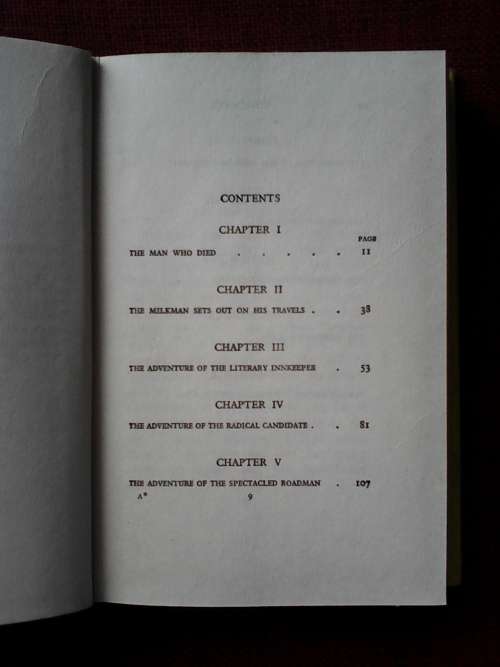 CONTENTS
CHAPTER I
PAGE
THE MAN WHO DIED . . . . . 11
CHAPTER II
THE MILKMAN SETS OUT ON HIS TRAVELS . . 38
CHAPTER III
THE ADVENTURE OF THE LITERARY INNKEEPER . 53
CHAPTER IV
THE ADVENTURE OF THE RADICAL CANDIDATE . . 81
CHAPTER V
THE ADVENTURE OF THE SPECTACLED ROADMAN . 107
A* 9